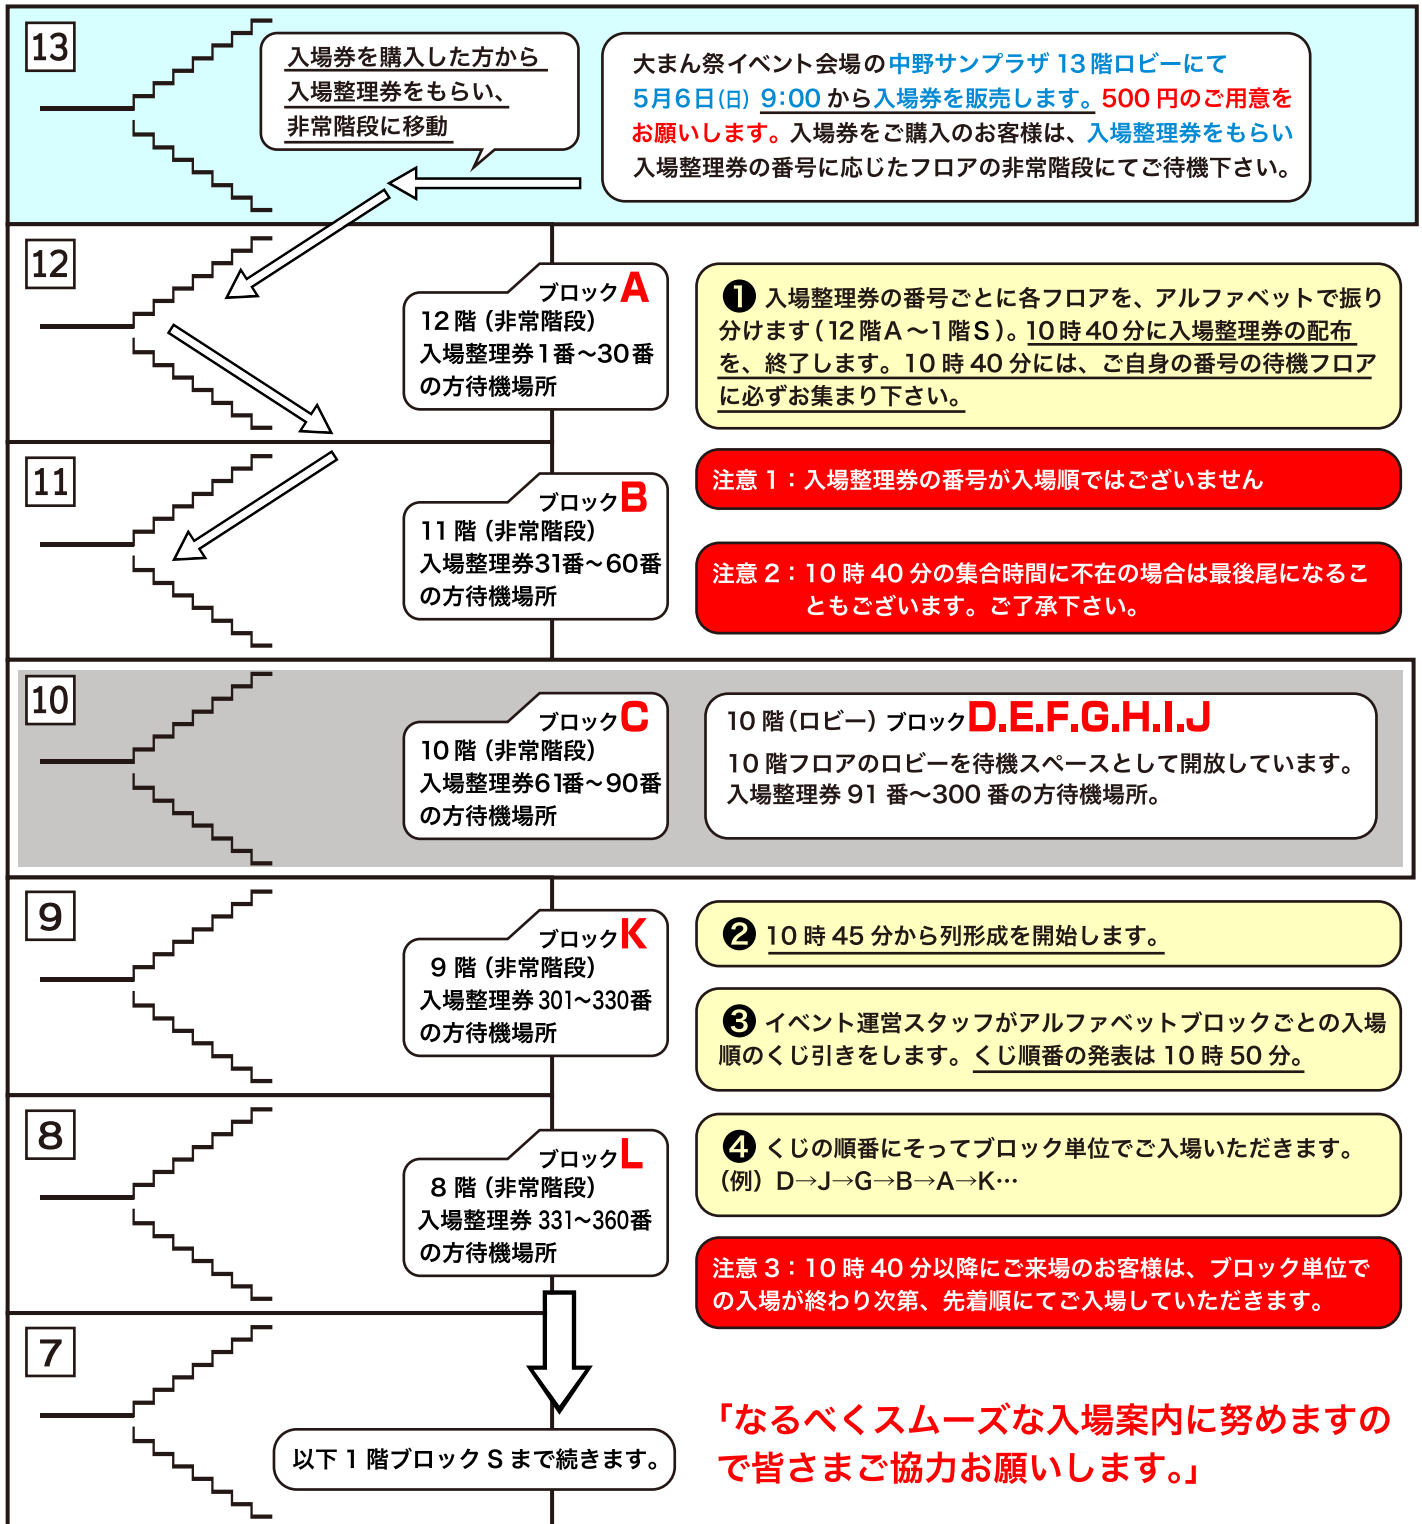 13
入場券を購入した方から
入場整理券をもらい、
非常階段に移動
大まん祭イベント会場の中野サンプラザ 13 階ロビーにて
5月6日(日) 9:00 から入場券を販売します。500 円のご用意を
お願いします。入場券をご購入のお客様は、入場整理券をもらい
入場整理券の番号に応じたフロアの非常階段にてご待機下さい。
12
ブロックA
12 階（非常階段）
入場整理券 1 番～30 番
の方待機場所
❶ 入場整理券の番号ごとに各フロアを、アルファベットで振り
分けます（12 階 A ～1 階 S ）。10 時 40 分に入場整理券の配布
を、終了します。10 時 40 分には、ご自身の番号の待機フロア
に必ずお集まり下さい。
11
ブロックB
11 階（非常階段）
入場整理券31番～60番
の方待機場所
注意 1：入場整理券の番号が入場順ではございません
注意 2：10 時 40 分の集合時間に不在の場合は最後尾になるこ
ともございます。ご了承下さい。
10
ブロックC
10 階（非常階段）
入場整理券61番～90番
の方待機場所
10 階（ロビー）ブロックD.E.F.G.H.I.J
10 階フロアのロビーを待機スペースとして開放しています。
入場整理券 91 番～300 番の方待機場所。
9
ブロックK
9 階（非常階段）
入場整理券 301～330番
の方待機場所
❷ 10 時 45 分から列形成を開始します。
❸ イベント運営スタッフがアルファベットブロックごとの入場
順のくじ引きをします。くじ順番の発表は 10 時 50 分。
8
ブロックL
8 階（非常階段）
入場整理券 331～360番
の方待機場所
❹ くじの順番にそってブロック単位でご入場いただきます。
（例）D→J→G→B→A→K…
注意 3：10 時 40 分以降にご来場のお客様は、ブロック単位で
の入場が終わり次第、先着順にてご入場していただきます。
7
以下 1 階ブロック S まで続きます。
「なるべくスムーズな入場案内に努めますの
で皆さまご協力お願いします。」